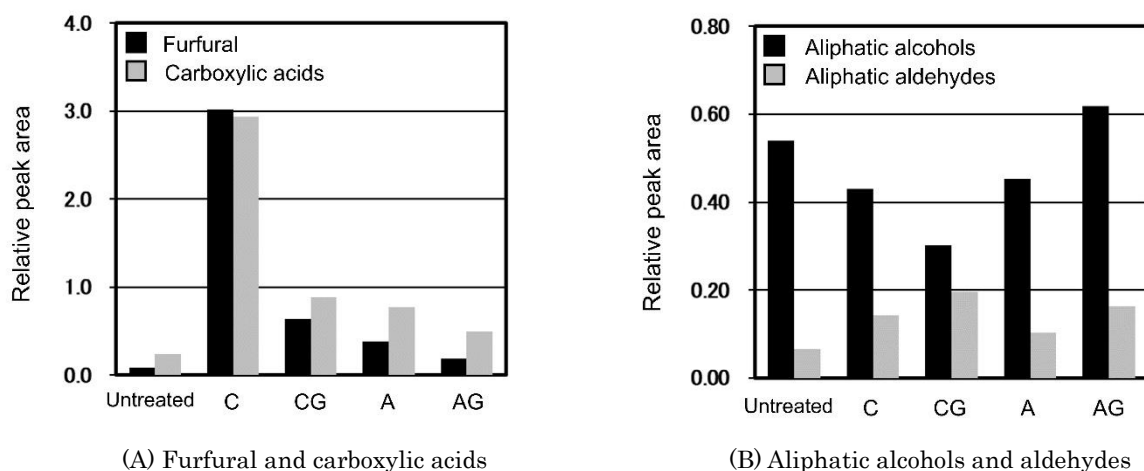 Relative peak area
4.0
3.0
2.0
1.0
0.0
Furfural
Carboxylic acids
Untreated C CG A AG
(A) Furfural and carboxylic acids
Relative peak area
0.80
0.60
0.40
0.20
0.00
Aliphatic alcohols
Aliphatic aldehydes
Untreated C CG A AG
(B) Aliphatic alcohols and aldehydes